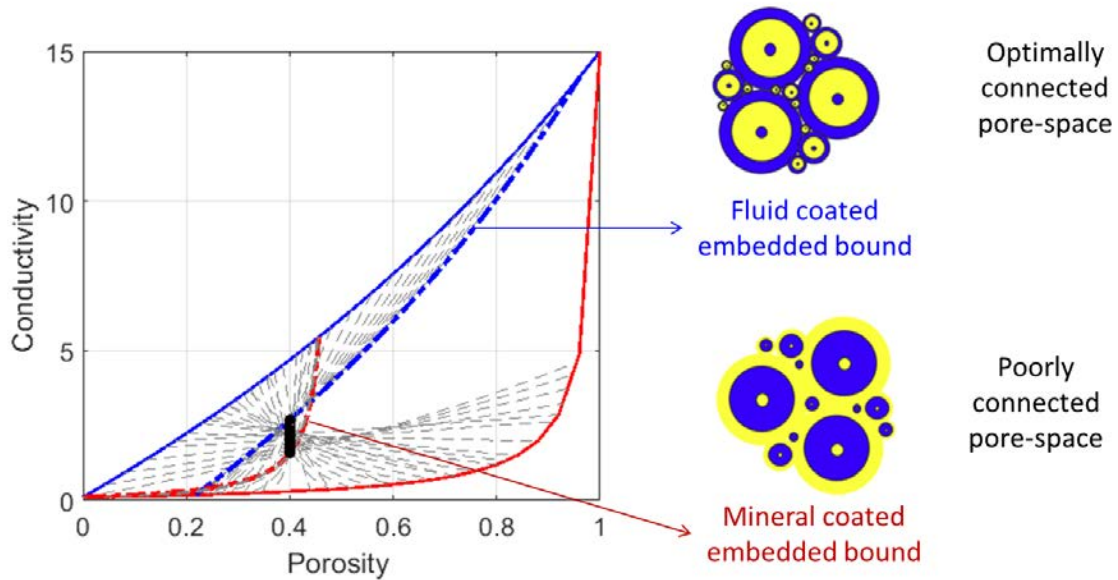 15
10
5
0
Conductivity
0
0.2
0.4
0.6
0.8
1
Porosity
Optimally
connected
pore-space
Fluid coated
embedded bound
Poorly
connected
pore-space
Mineral coated
embedded bound